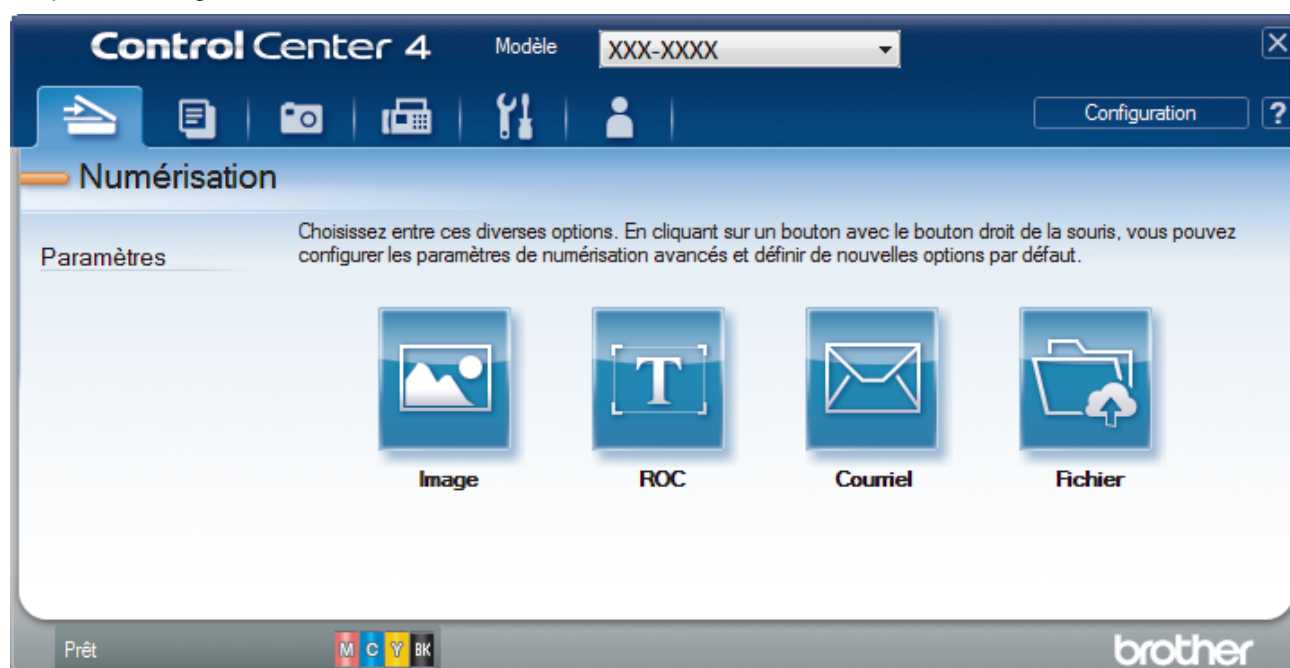 Control Center 4 Modèle XXX-XXXX X
Configuration ?
Numérisation
Choisissez entre ces diverses options. En cliquant sur un bouton avec le bouton droit de la souris, vous pouvez
Paramètres configurer les paramètres de numérisation avancés et définir de nouvelles options par défaut.
T
Image ROC Courriel Fichier
Prêt M C Y BK brother